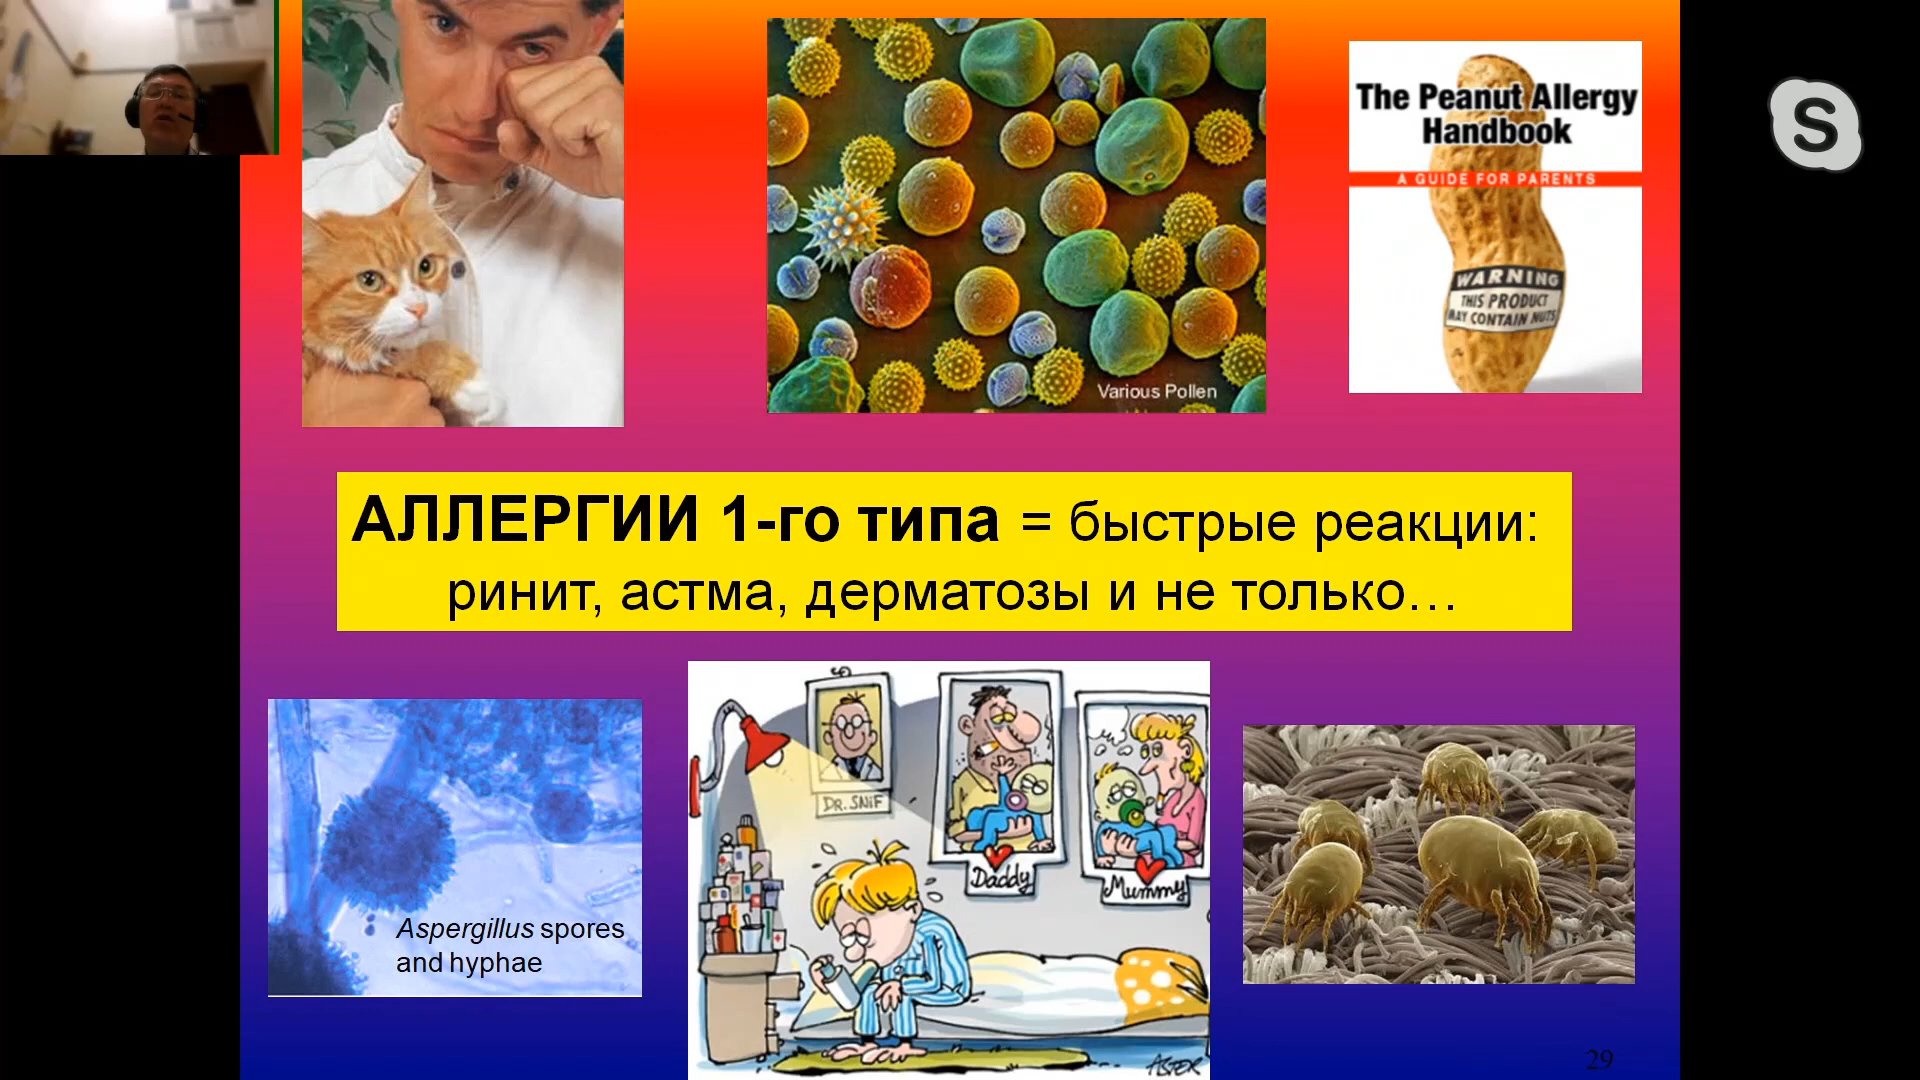 The Peanut Allergy
Handbook
A GUIDE FOR PARENTS
WARNING
THIS PRODUCT
MAY CONTAIN NUTS
Various Pollen
S
АЛЛЕРГИИ 1-го типа = быстрые реакции:
ринит, астма, дерматозы и не только…
Aspergillus spores
and hyphae
DR. SNIF
Daddy
Mummy
ASTER
29